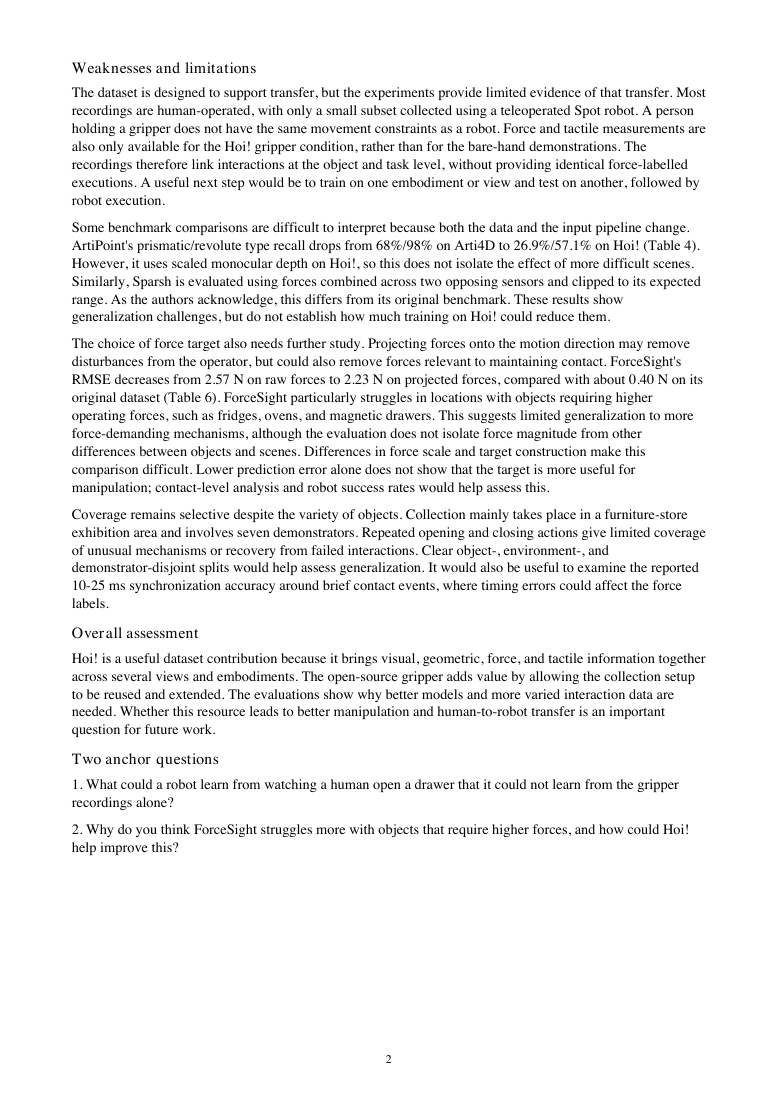 Weaknesses and limitations
The dataset is designed to support transfer, but the experiments provide limited evidence of that transfer. Most
recordings are human-operated, with only a small subset collected using a teleoperated Spot robot. A person
holding a gripper does not have the same movement constraints as a robot. Force and tactile measurements are
also only available for the Hoi! gripper condition, rather than for the bare-hand demonstrations. The
recordings therefore link interactions at the object and task level, without providing identical force-labelled
executions. A useful next step would be to train on one embodiment or view and test on another, followed by
robot execution.
Some benchmark comparisons are difficult to interpret because both the data and the input pipeline change.
ArtiPoint's prismatic/revolute type recall drops from 68%/98% on Arti4D to 26.9%/57.1% on Hoi! (Table 4).
However, it uses scaled monocular depth on Hoi!, so this does not isolate the effect of more difficult scenes.
Similarly, Sparsh is evaluated using forces combined across two opposing sensors and clipped to its expected
range. As the authors acknowledge, this differs from its original benchmark. These results show
generalization challenges, but do not establish how much training on Hoi! could reduce them.
The choice of force target also needs further study. Projecting forces onto the motion direction may remove
disturbances from the operator, but could also remove forces relevant to maintaining contact. ForceSight's
RMSE decreases from 2.57 N on raw forces to 2.23 N on projected forces, compared with about 0.40 N on its
original dataset (Table 6). ForceSight particularly struggles in locations with objects requiring higher
operating forces, such as fridges, ovens, and magnetic drawers. This suggests limited generalization to more
force-demanding mechanisms, although the evaluation does not isolate force magnitude from other
differences between objects and scenes. Differences in force scale and target construction make this
comparison difficult. Lower prediction error alone does not show that the target is more useful for
manipulation; contact-level analysis and robot success rates would help assess this.
Coverage remains selective despite the variety of objects. Collection mainly takes place in a furniture-store
exhibition area and involves seven demonstrators. Repeated opening and closing actions give limited coverage
of unusual mechanisms or recovery from failed interactions. Clear object-, environment-, and
demonstrator-disjoint splits would help assess generalization. It would also be useful to examine the reported
10-25 ms synchronization accuracy around brief contact events, where timing errors could affect the force
labels.
Overall assessment
Hoi! is a useful dataset contribution because it brings visual, geometric, force, and tactile information together
across several views and embodiments. The open-source gripper adds value by allowing the collection setup
to be reused and extended. The evaluations show why better models and more varied interaction data are
needed. Whether this resource leads to better manipulation and human-to-robot transfer is an important
question for future work.
Two anchor questions
1. What could a robot learn from watching a human open a drawer that it could not learn from the gripper
recordings alone?
2. Why do you think ForceSight struggles more with objects that require higher forces, and how could Hoi!
help improve this?
2